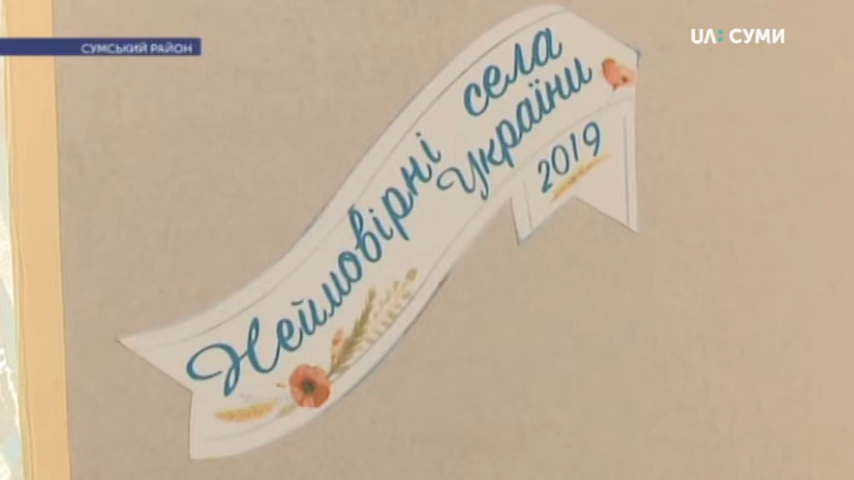 СУМСЬКИЙ РАЙОН
UA: СУМИ
Неймовірні села
України
2019